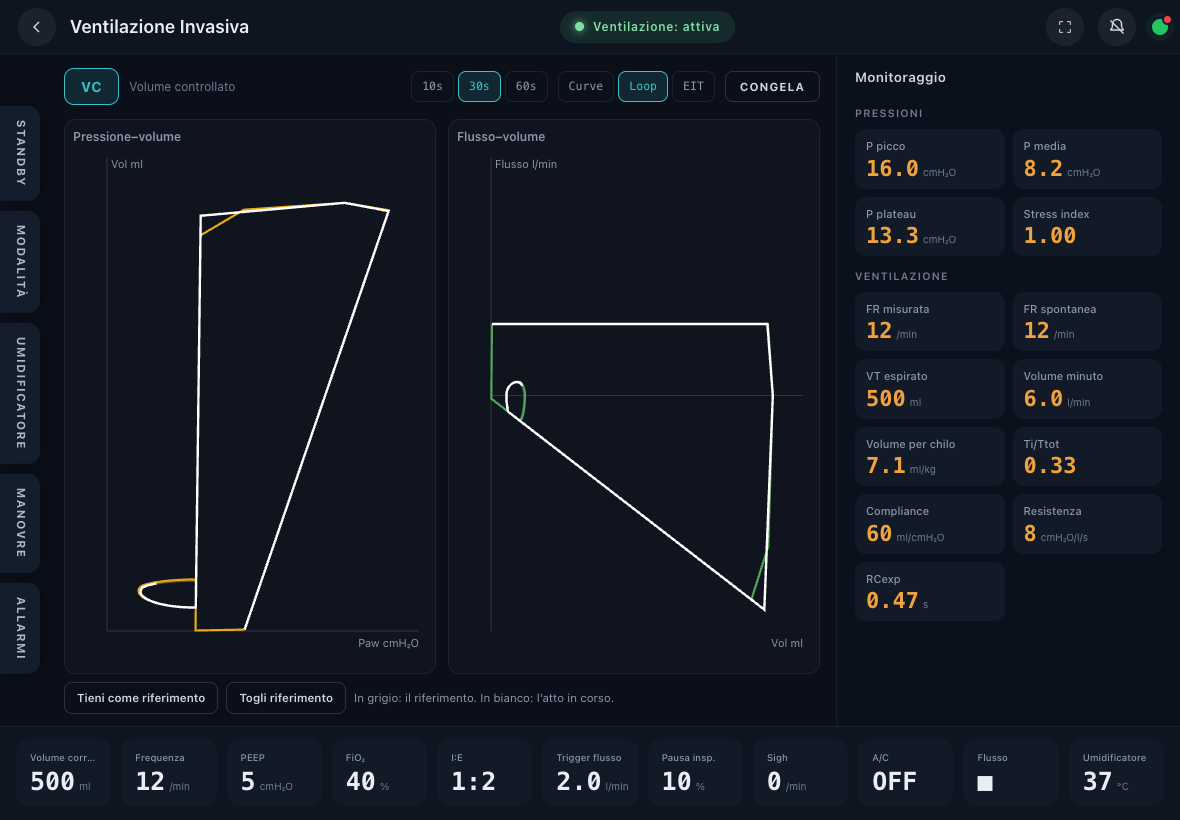 Ventilazione Invasiva
Ventilazione: attiva
VC
Volume controllato
10s
30s
60s
Curve
Loop
EIT
CONGELA
STANDBY
MODALITÀ
UMIDIFICATORE
MANOVRE
ALLARMI
Pressione–volume
Vol ml
Paw cmH₂O
Flusso–volume
Flusso l/min
Vol ml
Tieni come riferimento
Togli riferimento
In grigio: il riferimento. In bianco: l'atto in corso.
Monitoraggio
PRESSIONI
P picco
16.0 cmH₂O
P media
8.2 cmH₂O
P plateau
13.3 cmH₂O
Stress index
1.00
VENTILAZIONE
FR misurata
12 /min
FR spontanea
12 /min
VT espirato
500 ml
Volume minuto
6.0 l/min
Volume per chilo
7.1 ml/kg
Ti/Ttot
0.33
Compliance
60 ml/cmH₂O
Resistenza
8 cmH₂O/l/s
RCexp
0.47 s
Volume corr…
500 ml
Frequenza
12 /min
PEEP
5 cmH₂O
FiO₂
40 %
I:E
1:2
Trigger flusso
2.0 l/min
Pausa insp.
10 %
Sigh
0 /min
A/C
OFF
Flusso
■
Umidificatore
37 °C